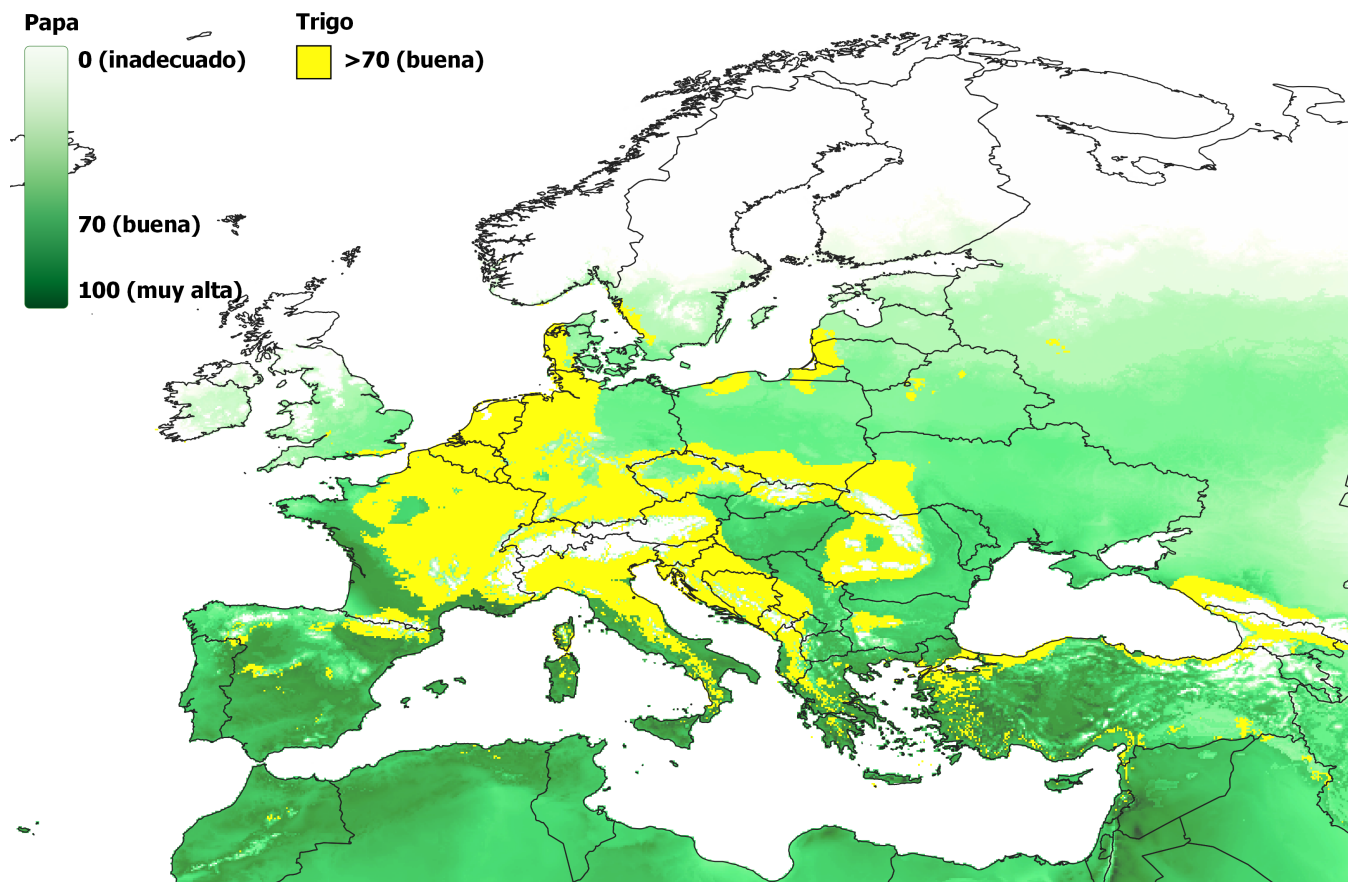 Papa
0 (inadecuado)
70 (buena)
100 (muy alta)
Trigo
>70 (buena)